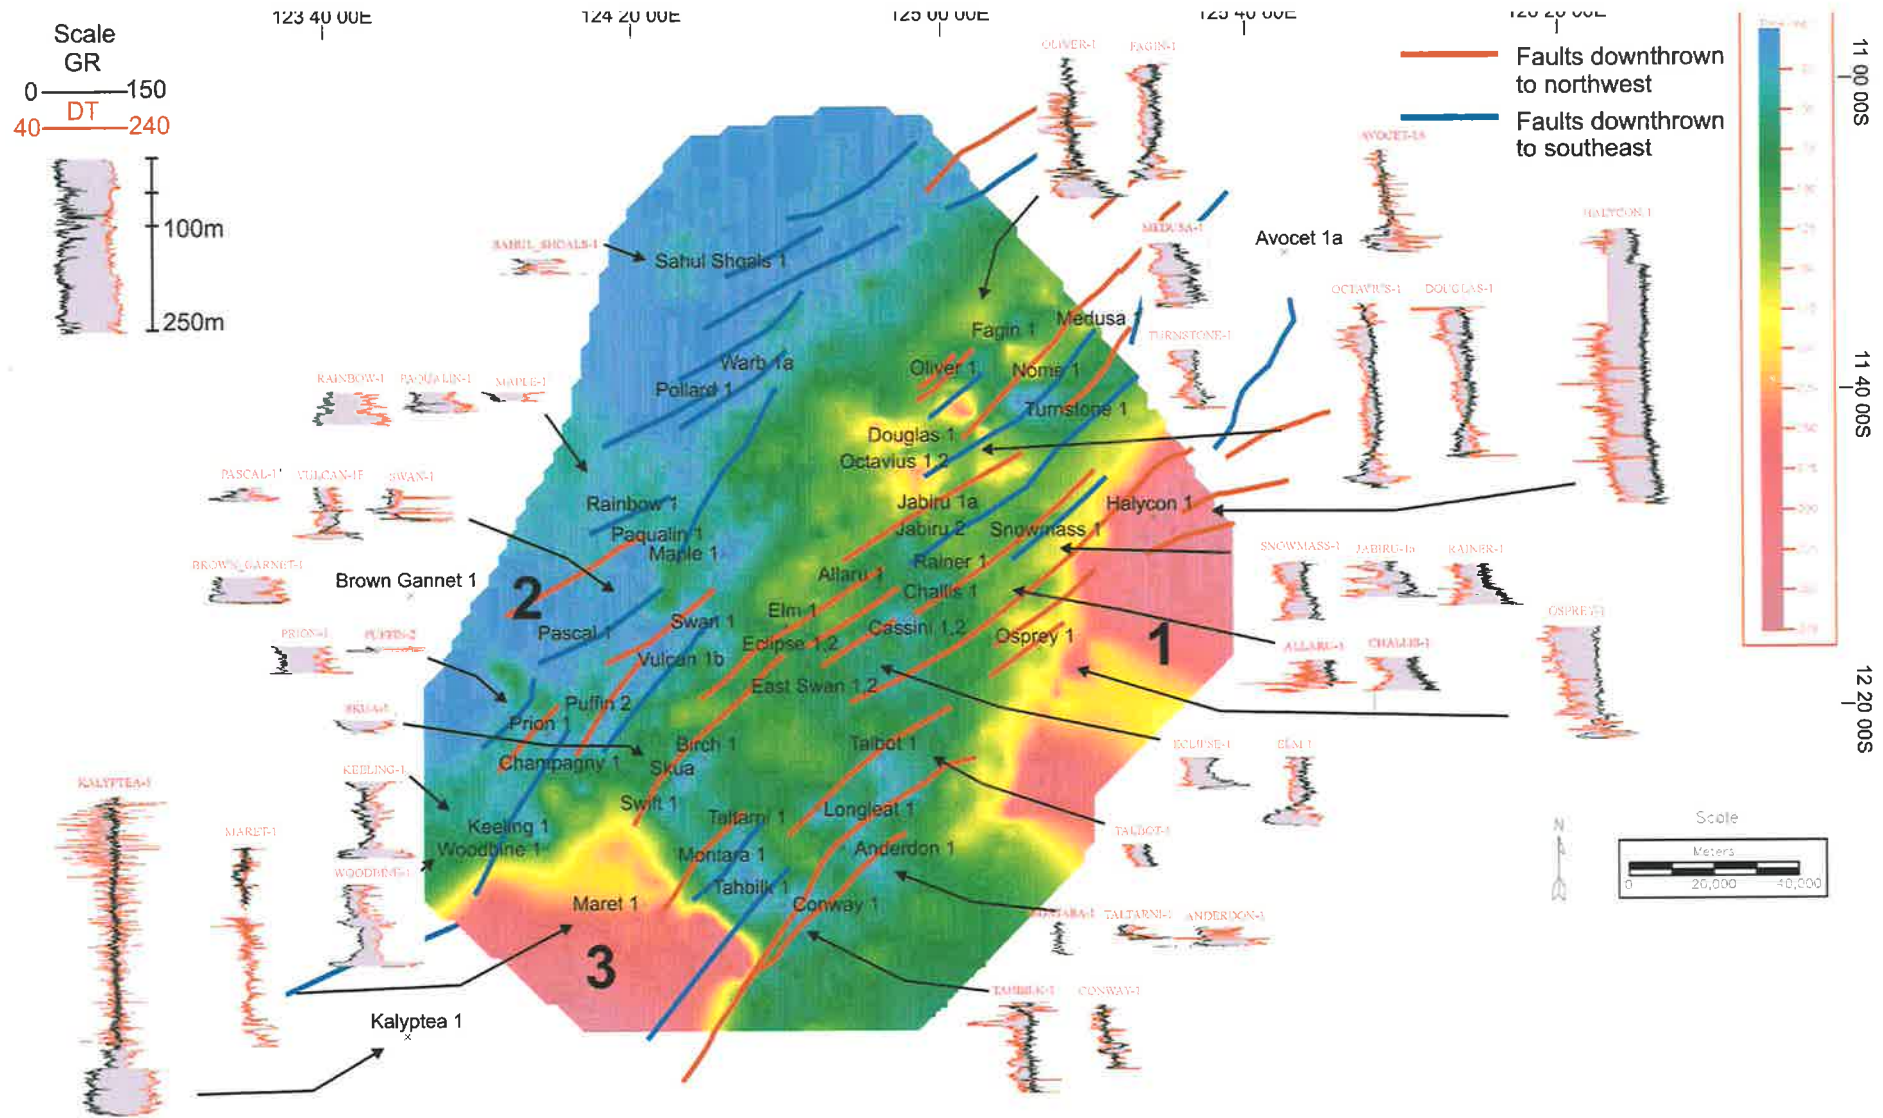 123 40 00E
124 20 00E
125 00 00E
125 40 00E
Scale
GR
0
150
DT
40
240
100m
250m
Faults downthrown
to northwest
Faults downthrown
to southeast
11 00 00S
11 40 00S
12 20 00S
OLIVER-1
FAGIN-1
MEDUSA-1
Avocet 1a
HALYCON-1
OCTAVIUS-1
DOUGLAS-1
TURNSTONE-1
SAHUL_SHOALS-1
Sahul Shoals 1
Fagin 1
Medusa 1
Warb 1a
Pollard 1
Oliver 1
Nome 1
Turnstone 1
RAINBOW-1
PAQUALIN-1
MAPLE-1
Douglas 1
Octavius 1,2
PASCAL-1
SWAN-1
Rainbow 1
Paqualin 1
Maple 1
Jabiru 1a
Jabiru 2
Snowmass 1
Halycon 1
Rainer 1
SNOWMASS-1
RAINER-1
BROWN_GARNET-1
Brown Gannet 1
2
Allaru 1
Challis 1
Elm 1
Cassini 1,2
Osprey 1
1
OSPREY-1
ALLARU-1
CHALLIS-1
Pascal 1
Swan 1
Eclipse 1,2
Vulcan 1b
East Swan 1,2
PRION-1
PUFFIN-2
Puffin 2
Prion 1
Champagny 1
Birch 1
Skua
Talbot 1
ECLIPSE-1
ELM-1
KEELING-1
Keeling 1
Woodbine 1
Swift 1
Taltarni 1
Longleat 1
Montara 1
Anderdon 1
Tahbilk 1
Conway 1
TALBOT-1
KALYPTEA-1
MARET-1
WOODBINE-1
Maret 1
3
TALTARNI-1
ANDERDON-1
TAHBILK-1
CONWAY-1
Kalyptea 1
N
Scale
Meters
0
20,000
40,000